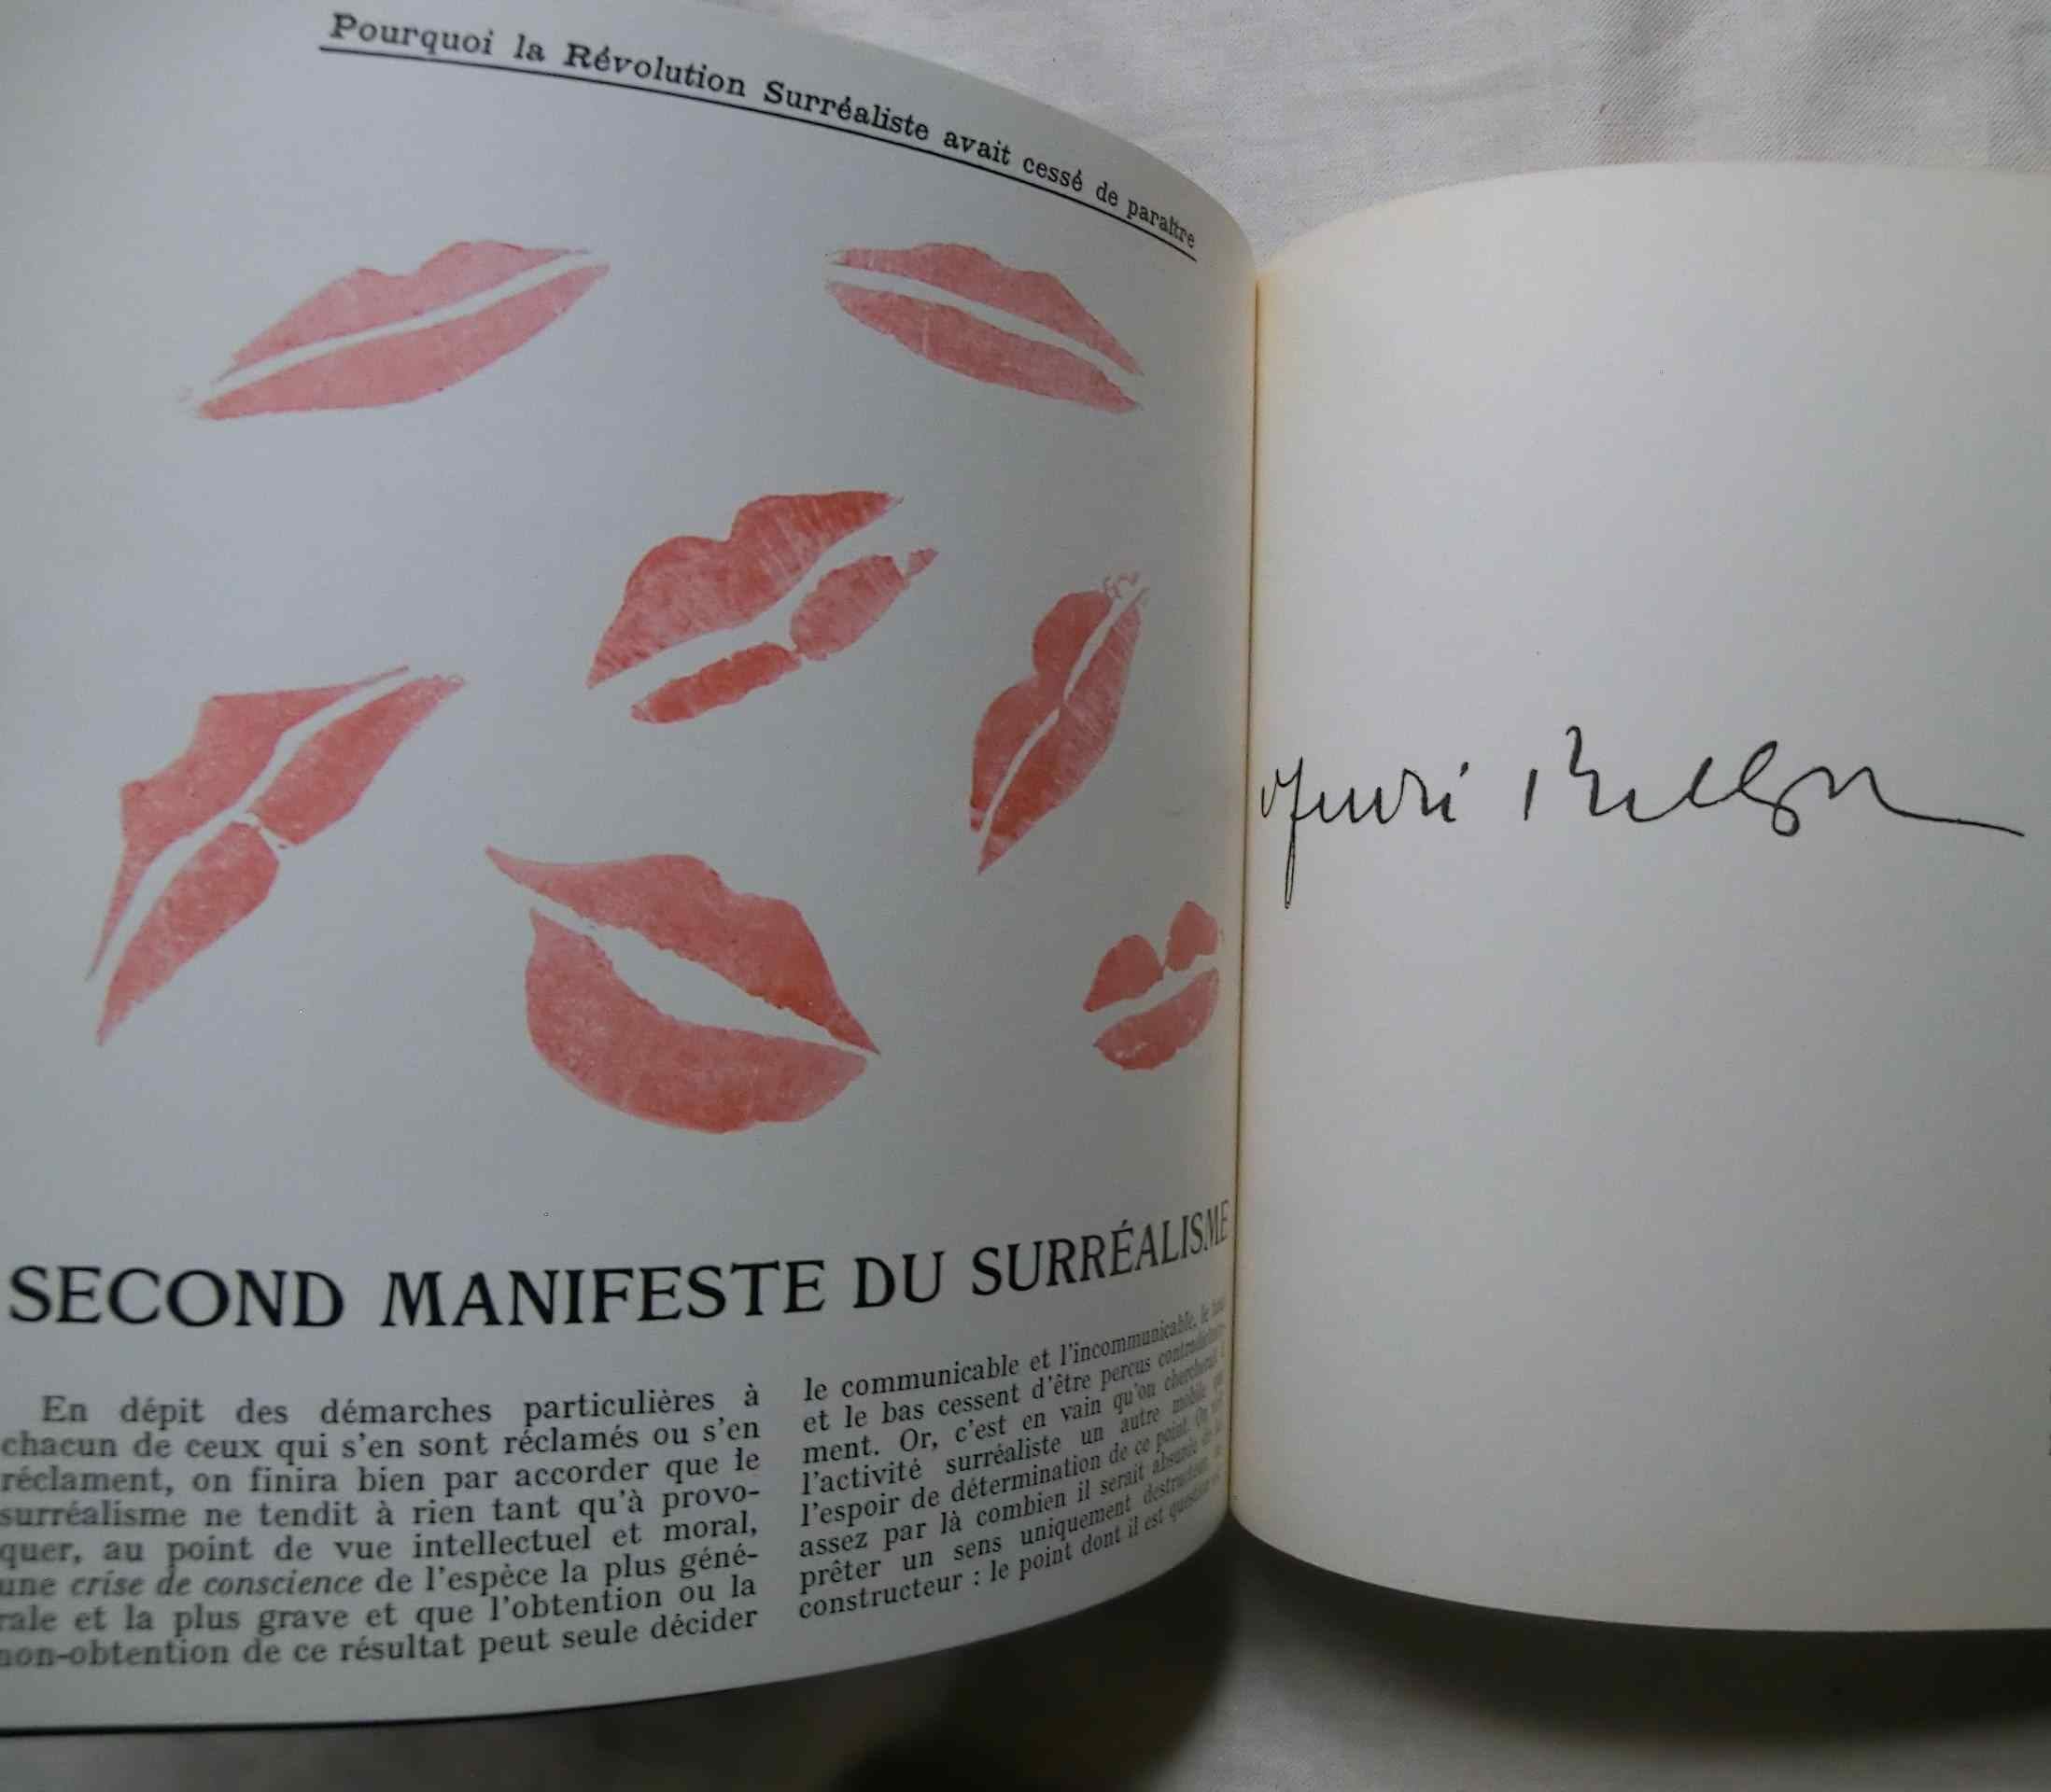 Pourquoi la Révolution Surréaliste avait cessé de paraître
SECOND MANIFESTE DU SURRÉALISME
En dépit des démarches particulières à
chacun de ceux qui s'en sont réclamés ou s'en
réclament, on finira bien par accorder que le
surréalisme ne tendit à rien tant qu'à provo-
quer, au point de vue intellectuel et moral,
une crise de conscience de l'espèce la plus géné-
rale et la plus grave et que l'obtention ou la
non-obtention de ce résultat peut seule décider
le communicable et l'incommunicable, le
et le bas cessent d'être perçus
ment. Or, c'est en vain qu'on
l'activité surréaliste un autre mobile
l'espoir de détermination de ce point. On
assez par là combien il serait absurde de
prêter un sens uniquement
constructeur : le point dont il est question
Henri